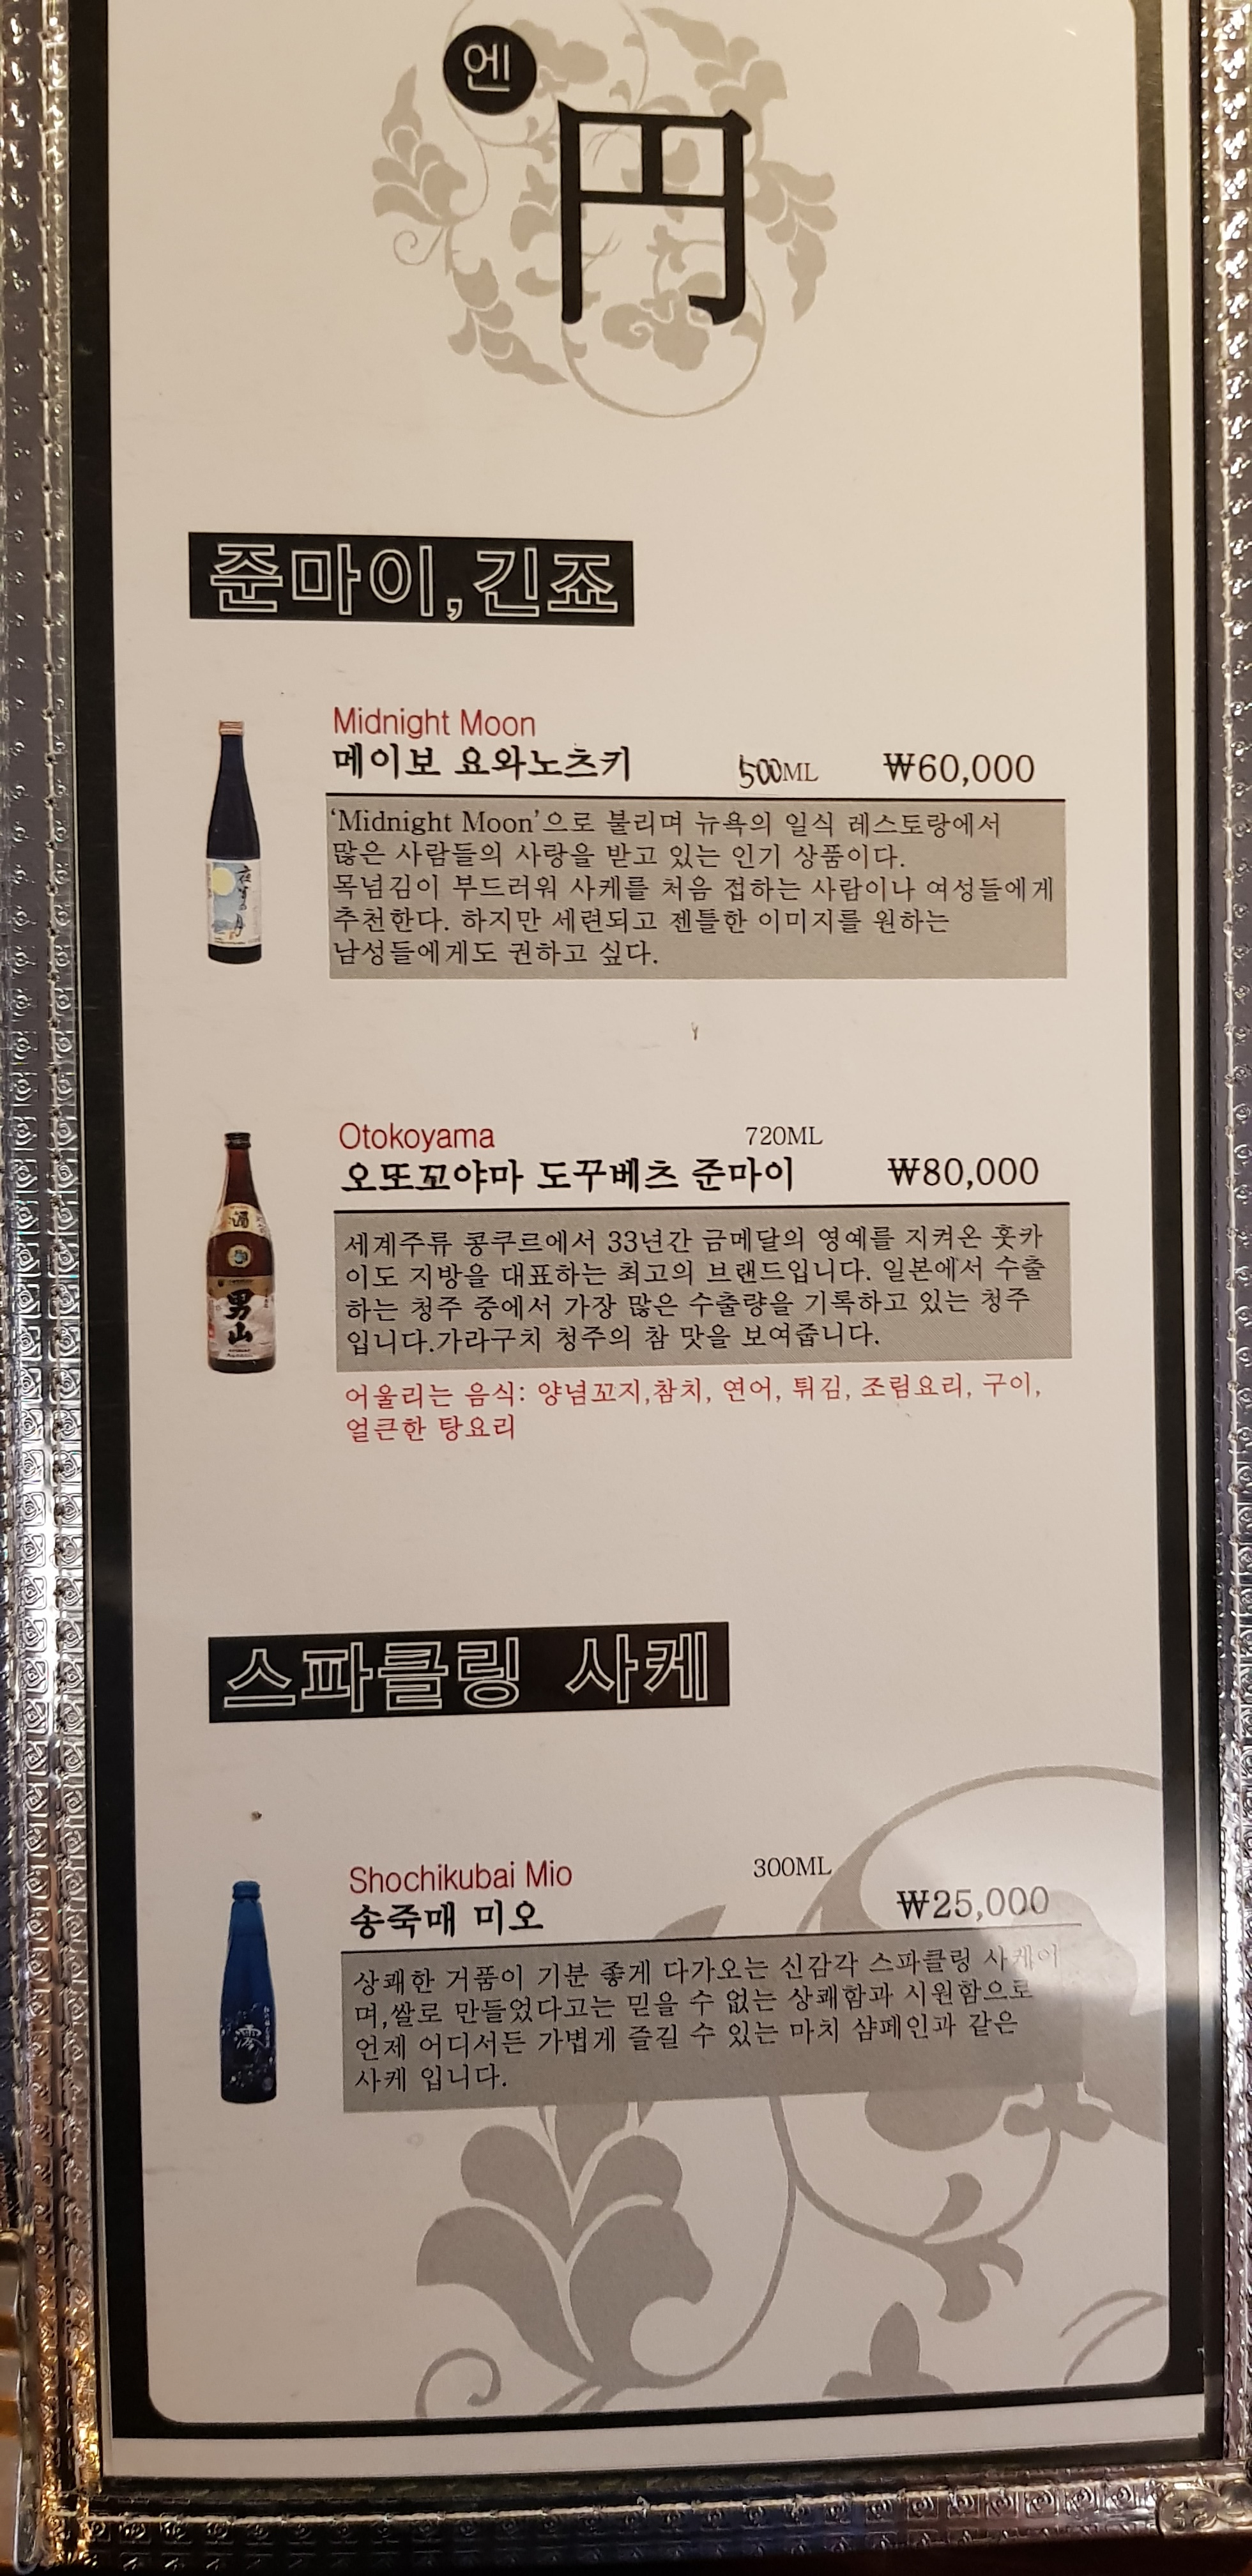 엔
円
준마이,긴죠
Midnight Moon
메이보 요와노츠키 500ML ₩60,000
'Midnight Moon'으로 불리며 뉴욕의 일식 레스토랑에서
많은 사람들의 사랑을 받고 있는 인기 상품이다.
목넘김이 부드러워 사케를 처음 접하는 사람이나 여성들에게
추천한다. 하지만 세련되고 젠틀한 이미지를 원하는
남성들에게도 권하고 싶다.
Otokoyama 720ML
오또꼬야마 도꾸베츠 준마이 ₩80,000
酒
男山
세계주류 콩쿠르에서 33년간 금메달의 영예를 지켜온 훗카
이도 지방을 대표하는 최고의 브랜드입니다. 일본에서 수출
하는 청주 중에서 가장 많은 수출량을 기록하고 있는 청주
입니다.가라구치 청주의 참 맛을 보여줍니다.
어울리는 음식: 양념꼬지,참치, 연어, 튀김, 조림요리, 구이,
얼큰한 탕요리
스파클링 사케
Shochikubai Mio 300ML
송죽매 미오 ₩25,000
澪
상쾌한 거품이 기분 좋게 다가오는 신감각 스파클링 사케이
며,쌀로 만들었다고는 믿을 수 없는 상쾌함과 시원함으로
언제 어디서든 가볍게 즐길 수 있는 마치 샴페인과 같은
사케 입니다.